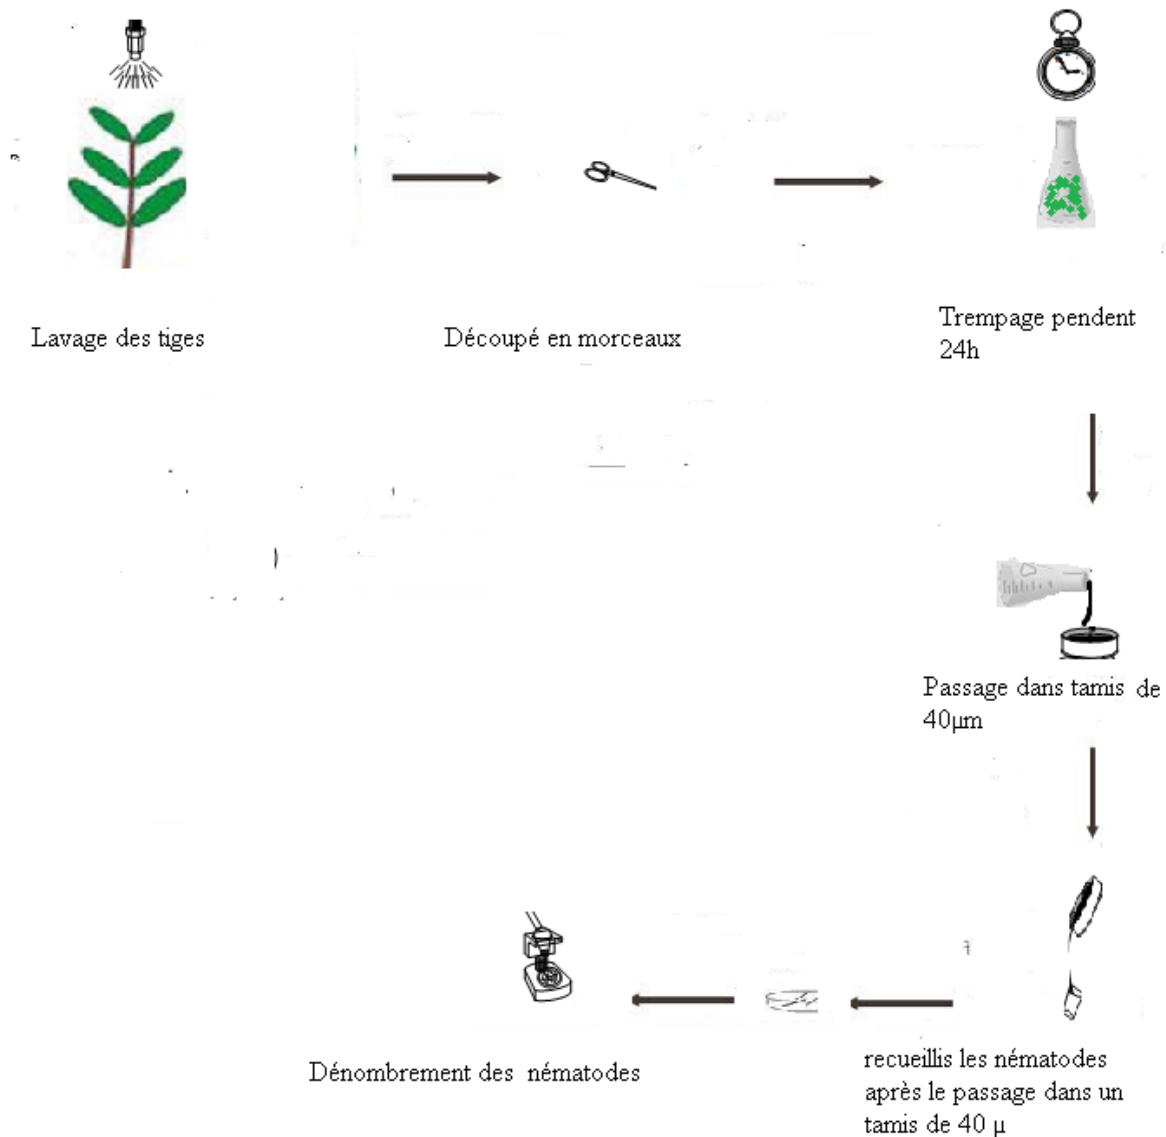 Lavage des tiges
Découpé en morceaux
Trempage pendent
24h
Passage dans tamis de
40μm
recueillis les nématodes
après le passage dans un
tamis de 40 μ
Dénombrement des nématodes